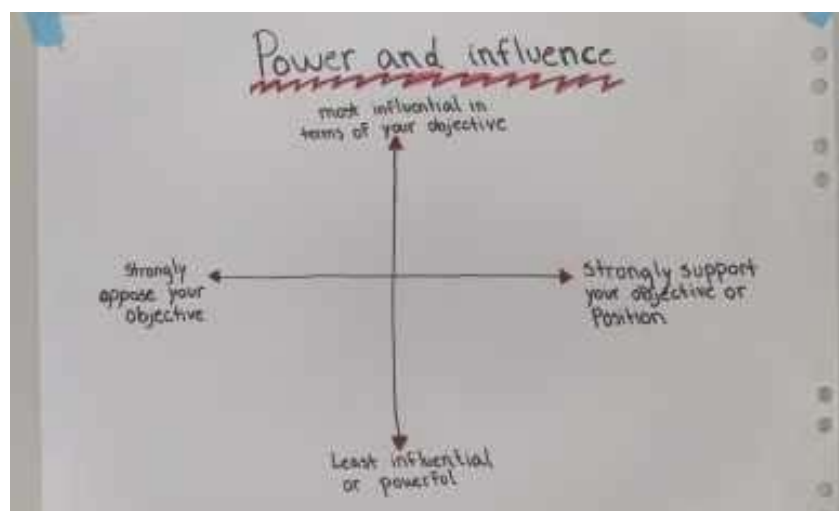 Power and influence
most influential in
terms of your objective
Strongly
oppose your
objective
Strongly support
your objective or
Position
Least influential
or powerful